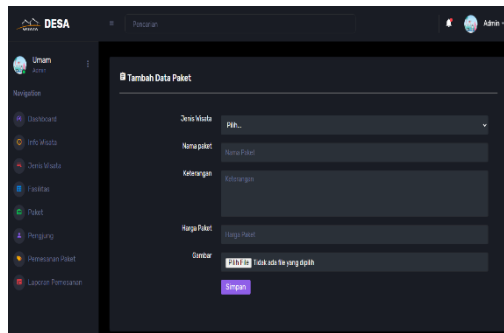 DESA
Pencarian
Admin
Umam
Admin
Navigation
Dashboard
Info Wisata
Jenis Wisata
Fasilitas
Paket
Pengjung
Pemesanan Paket
Laporan Pemesanan
Tambah Data Paket
Jenis Wisata
Pilih...
Nama paket
Nama Paket
Keterangan
Keterangan
Harga Paket
Harga Paket
Gambar
Pilih File Tidak ada file yang dipilih
Simpan